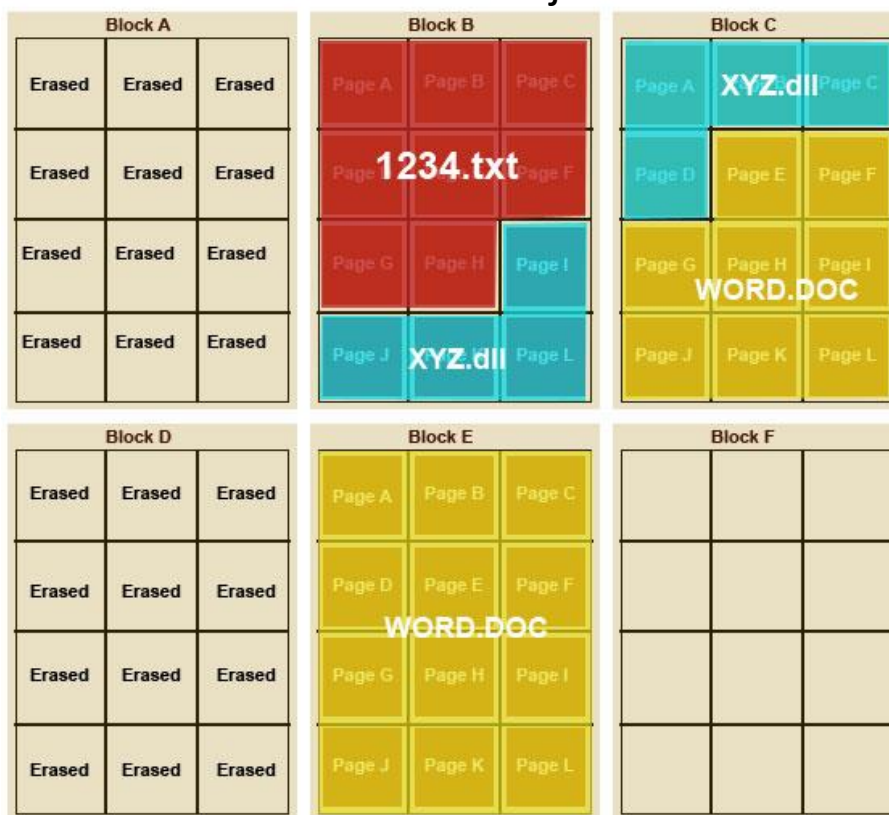 Block A
Erased Erased Erased
Erased Erased Erased
Erased Erased Erased
Erased Erased Erased
Block B
Page A Page B Page C
1234.txt
Page F
Page G Page H Page I
Page J XYZ.dll Page L
Block C
Page A XYZ.dll Page C
Page D Page E Page F
Page G Page H Page I
WORD.DOC
Page J Page K Page L
Block D
Erased Erased Erased
Erased Erased Erased
Erased Erased Erased
Erased Erased Erased
Block E
Page A Page B Page C
Page D Page E Page F
WORD.DOC
Page G Page H Page I
Page J Page K Page L
Block F